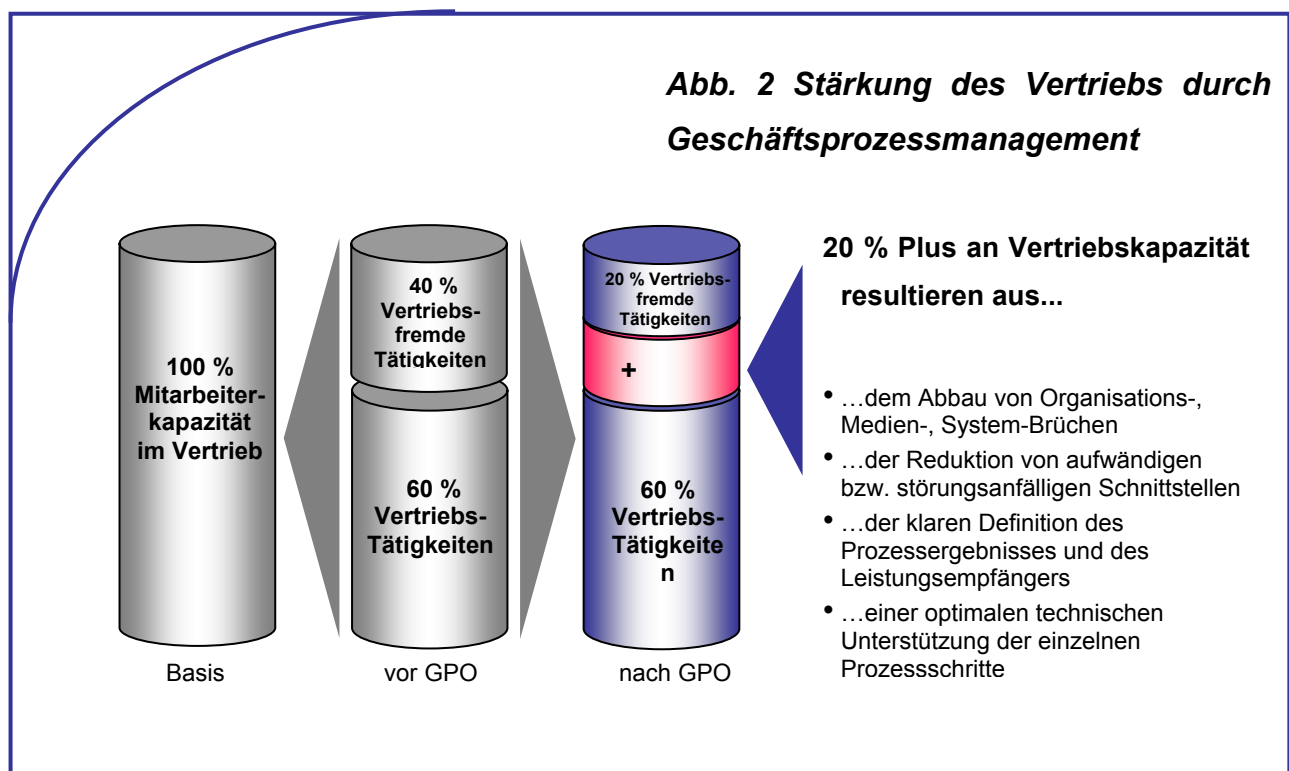 Abb. 2 Stärkung des Vertriebs durch
Geschäftsprozessmanagement
100 %
Mitarbeiter-
kapazität
im Vertrieb
Basis
40 %
Vertriebs-
fremde
Tätigkeiten
60 %
Vertriebs-
Tätigkeiten
vor GPO
20 % Vertriebs-
fremde
Tätigkeiten
+
60 %
Vertriebs-
Tätigkeite
n
nach GPO
20 % Plus an Vertriebskapazität
resultieren aus...
• …dem Abbau von Organisations-,
Medien-, System-Brüchen
• …der Reduktion von aufwändigen
bzw. störungsanfälligen Schnittstellen
• …der klaren Definition des
Prozessergebnisses und des
Leistungsempfängers
• …einer optimalen technischen
Unterstützung der einzelnen
Prozessschritte